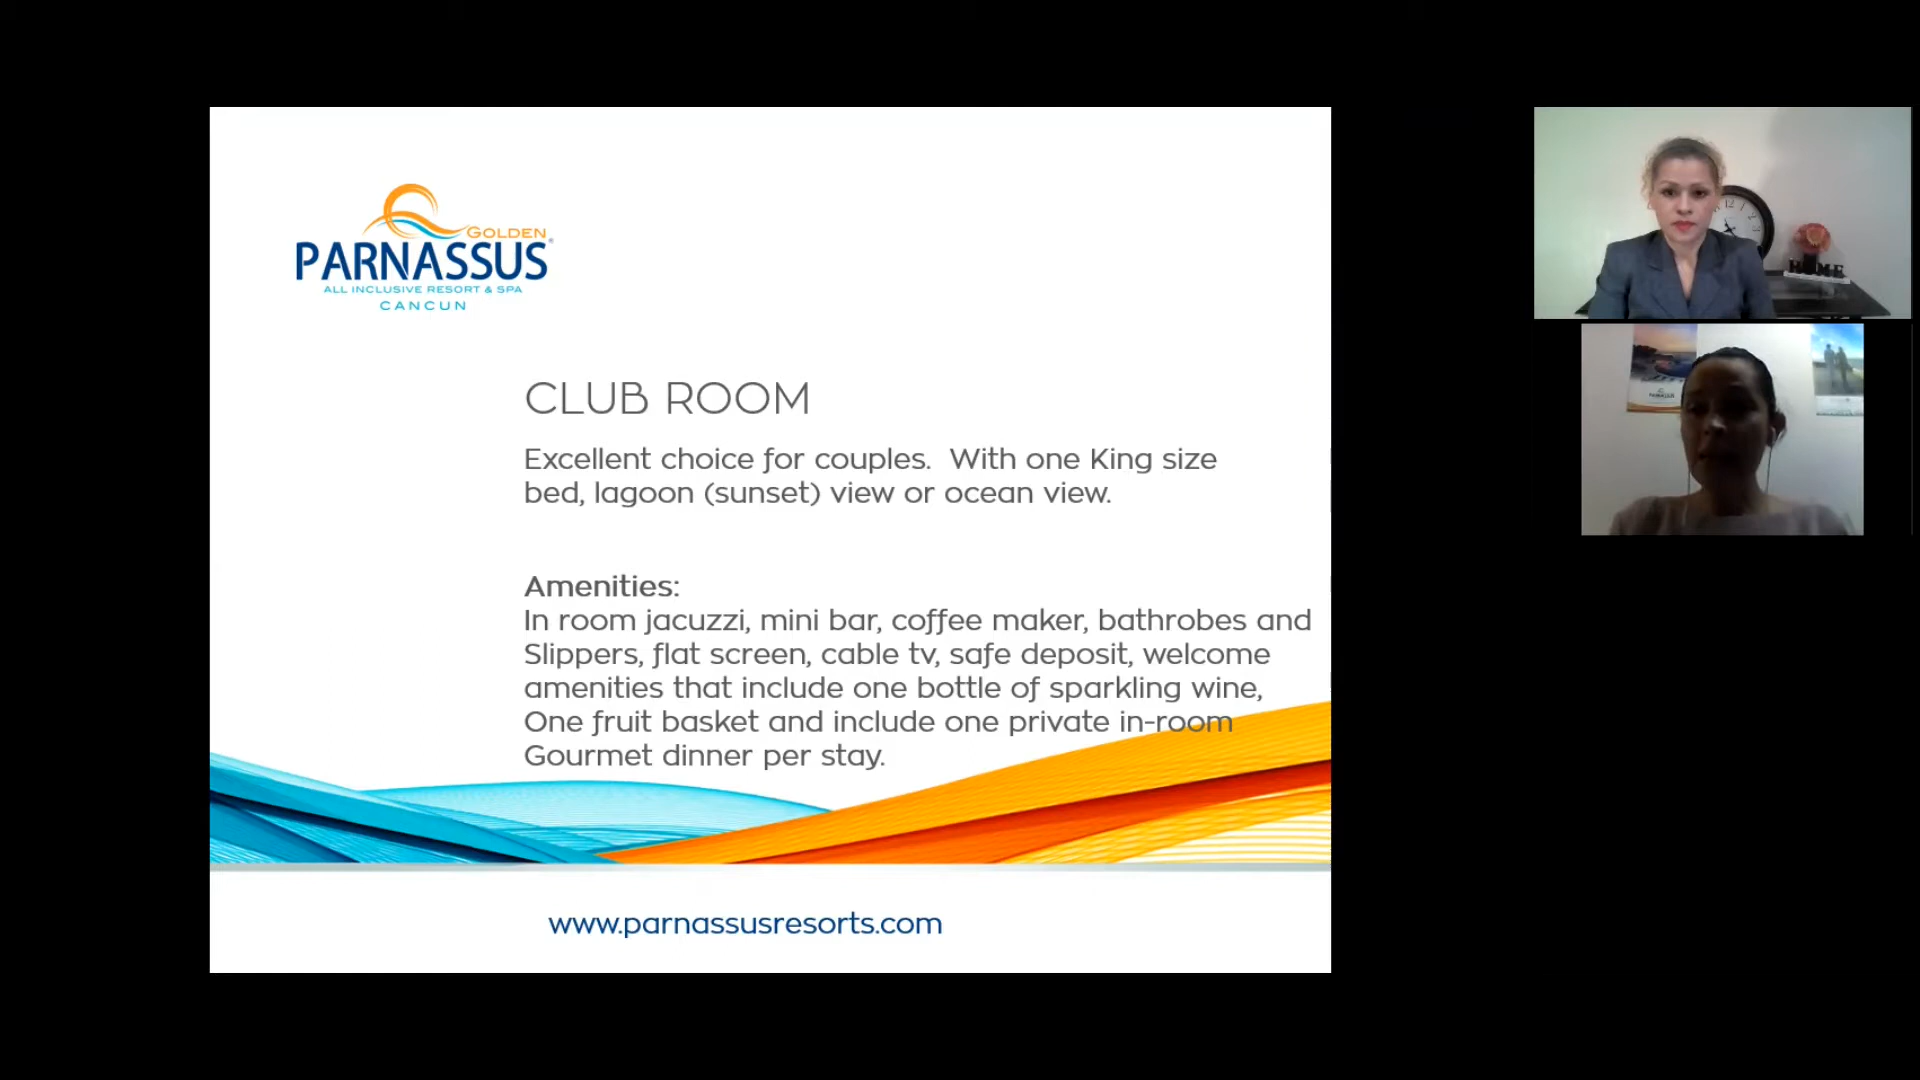 GOLDEN
PARNASSUS®
ALL INCLUSIVE RESORT & SPA
CANCUN
CLUB ROOM
Excellent choice for couples.  With one King size
bed, lagoon (sunset) view or ocean view.
Amenities:
In room jacuzzi, mini bar, coffee maker, bathrobes and
Slippers, flat screen, cable tv, safe deposit, welcome
amenities that include one bottle of sparkling wine,
One fruit basket and include one private in-room
Gourmet dinner per stay.
www.parnassusresorts.com
HOME